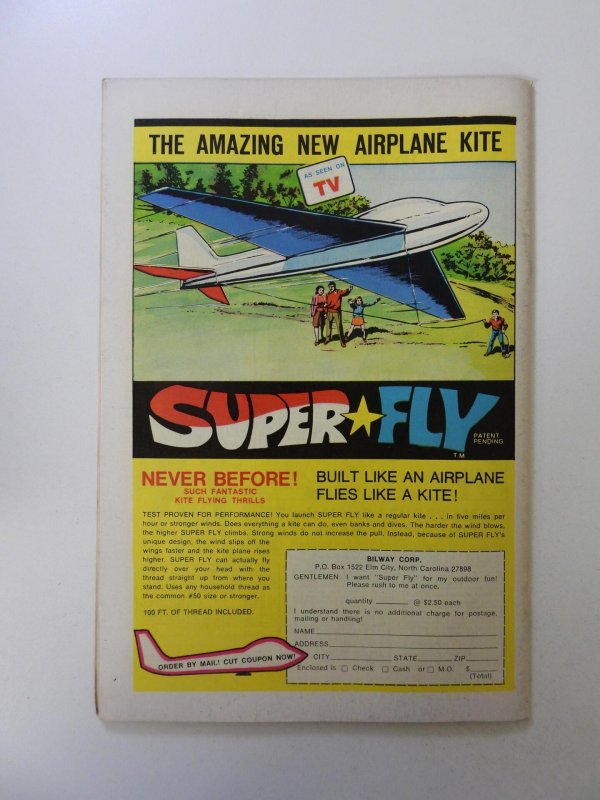 THE AMAZING NEW AIRPLANE KITE
AS SEEN ON
TV
SUPER FLY
PATENT
PENDING
TM
NEVER BEFORE!
SUCH FANTASTIC
KITE FLYING THRILLS
BUILT LIKE AN AIRPLANE
FLIES LIKE A KITE!
TEST PROVEN FOR PERFORMANCE! You launch SUPER FLY like a regular kite . . . in five miles per
hour or stronger winds. Does everything a kite can do, even banks and dives. The harder the wind blows,
the higher SUPER FLY climbs. Strong winds do not increase the pull. Instead, because of SUPER FLY's
unique design, the wind slips off the
wings faster and the kite plane rises
higher. SUPER FLY can actually fly
directly over your head with the
thread straight up from where you
stand. Uses any household thread as
the common #50 size or stronger.
100 FT. OF THREAD INCLUDED.
ORDER BY MAIL! CUT COUPON NOW!
BILWAY CORP.
P.O. Box 1522 Elm City, North Carolina 27898
GENTLEMEN: I want "Super Fly" for my outdoor fun!
Please rush to me at once.
quantity ______ @ $2.50 each
I understand there is no additional charge for postage,
mailing or handling!
NAME
ADDRESS
CITY STATE ZIP
Enclosed is □ Check □ Cash or □ M.O. $
(Total)